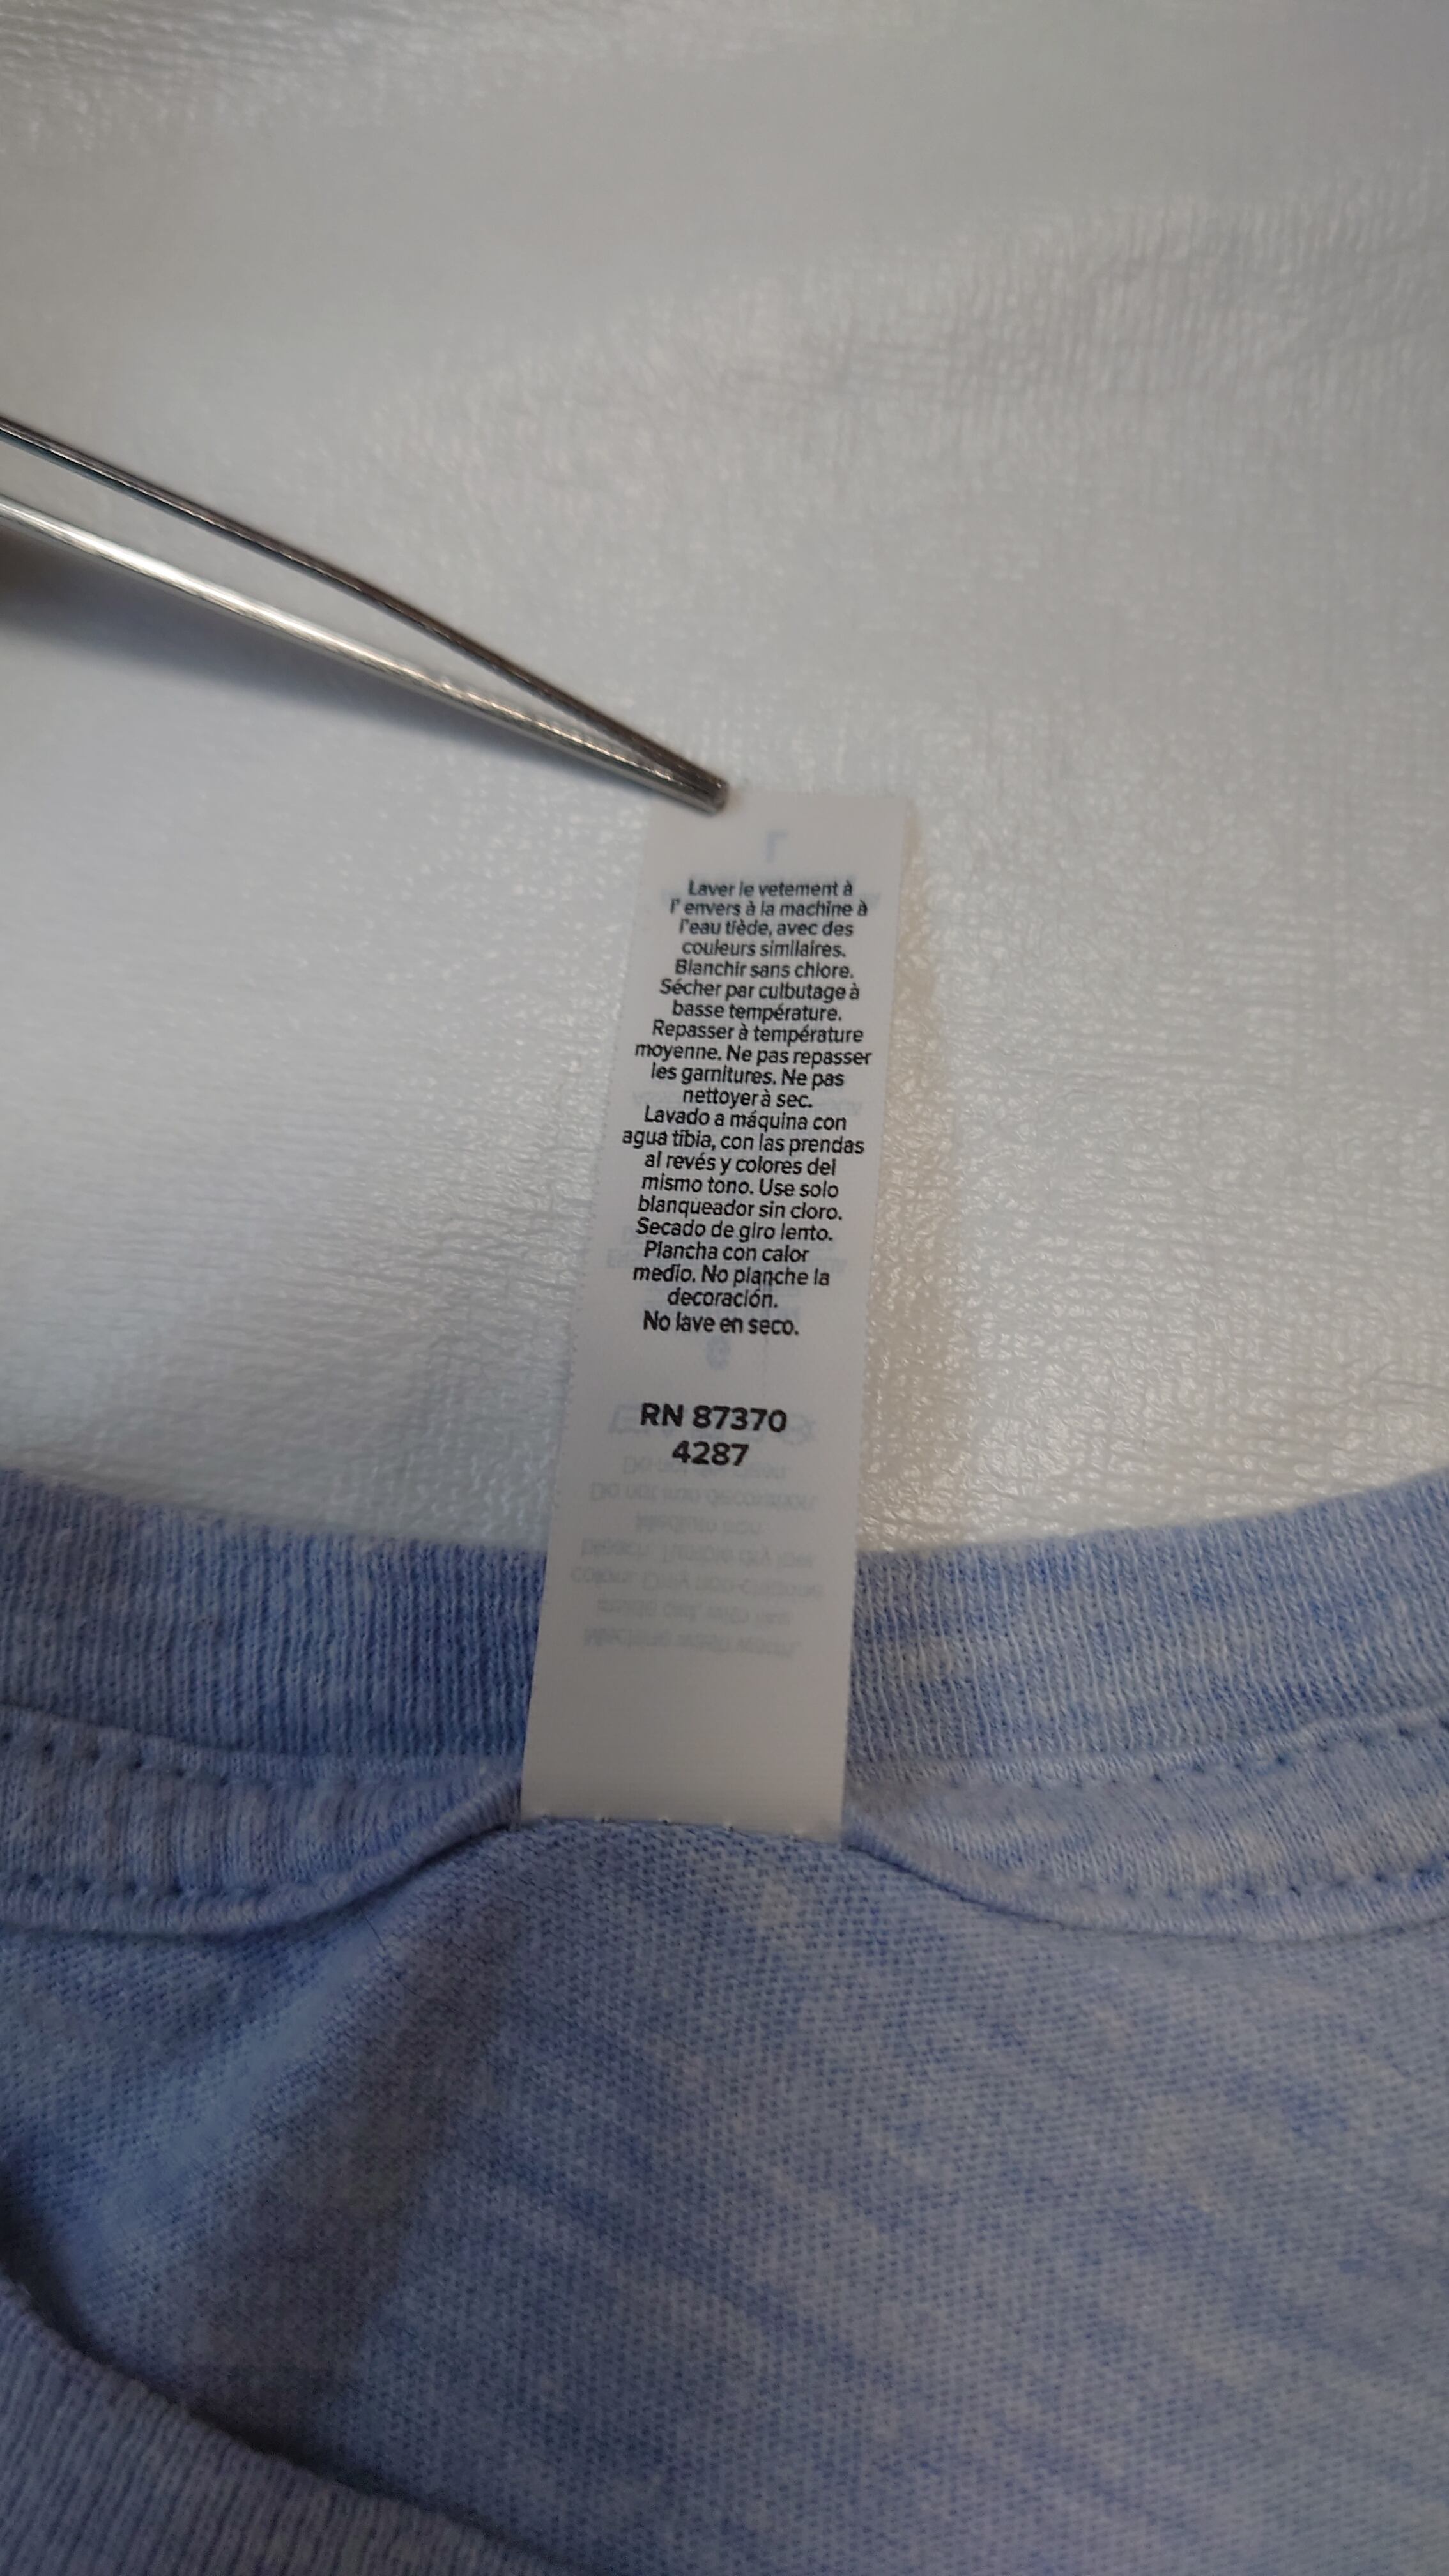 Laver le vetement à
l' envers à la machine à
l'eau tiède, avec des
couleurs similaires.
Blanchir sans chlore.
Sécher par culbutage à
basse température.
Repasser à température
moyenne. Ne pas repasser
les garnitures. Ne pas
nettoyer à sec.
Lavado a máquina con
agua tibia, con las prendas
al revés y colores del
mismo tono. Use solo
blanqueador sin cloro.
Secado de giro lento.
Plancha con calor
medio. No planche la
decoración.
No lave en seco.
RN 87370
4287